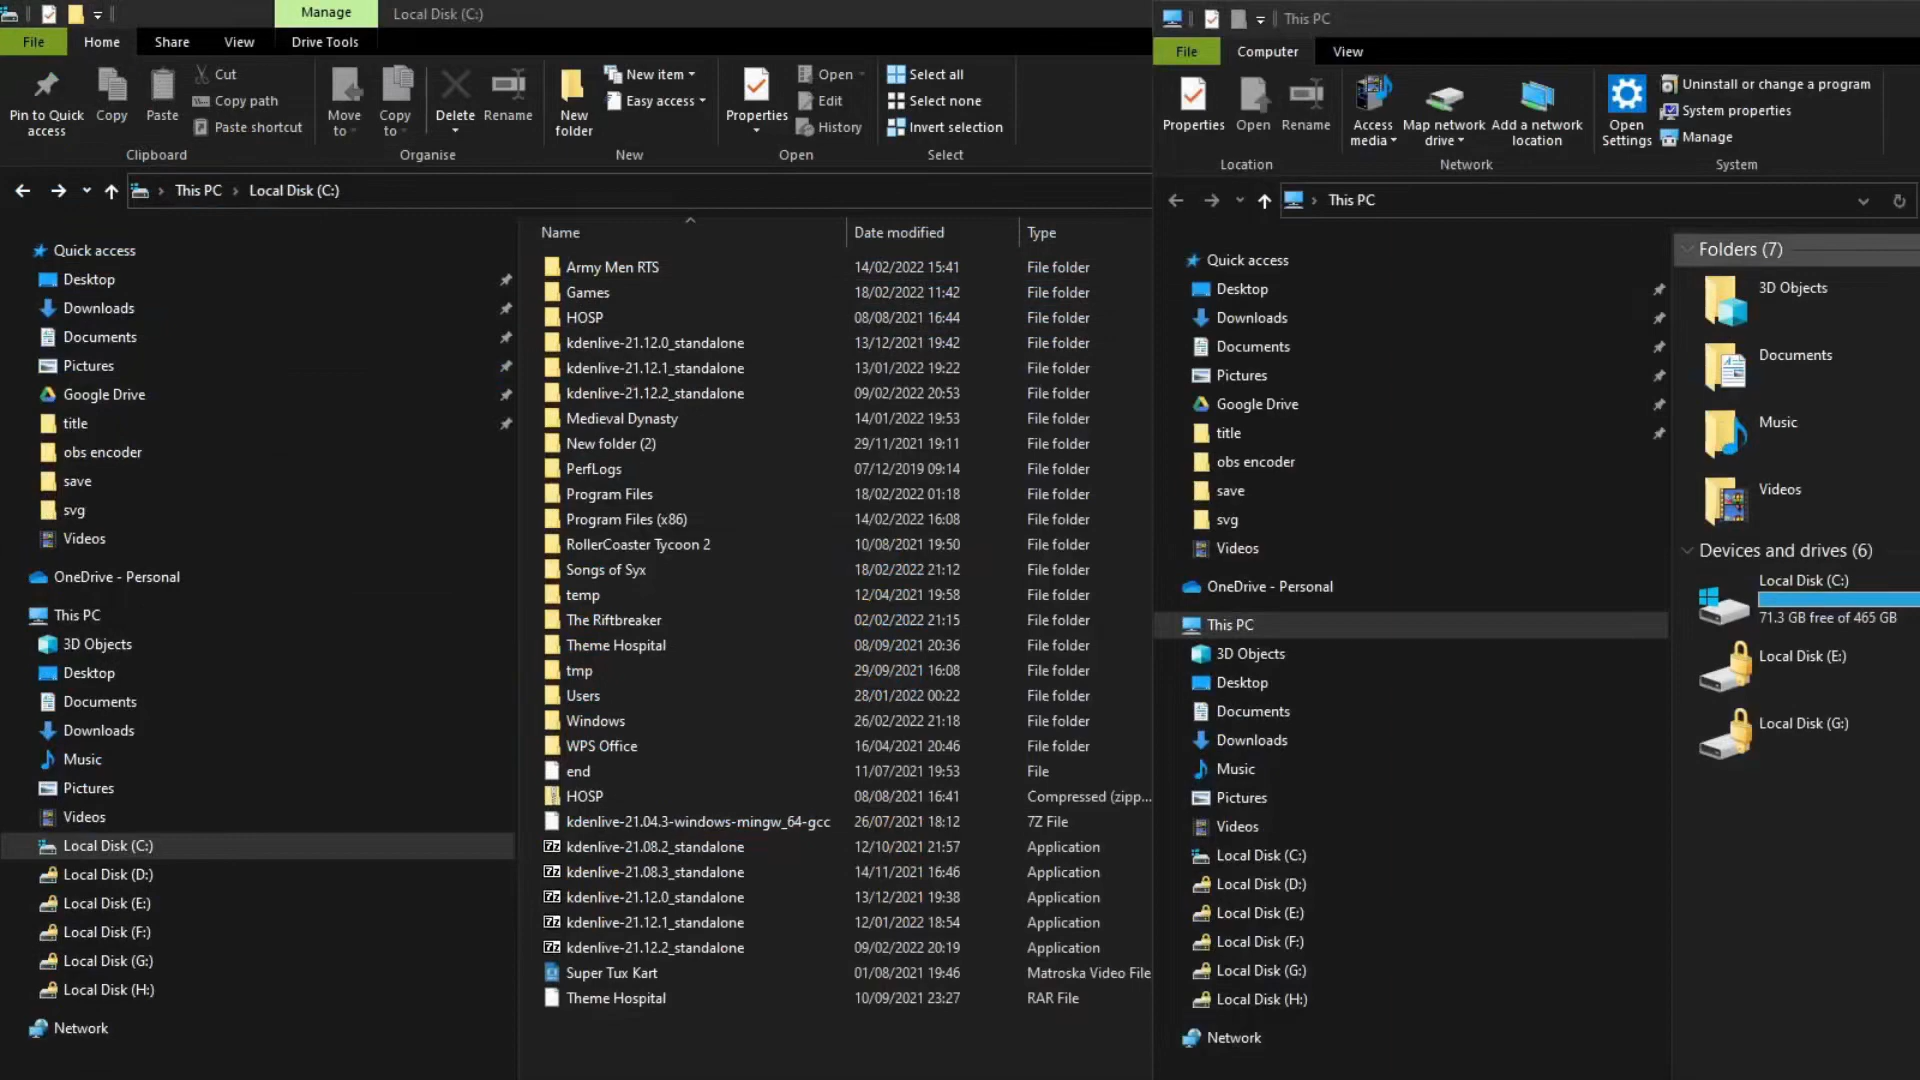 Manage
Local Disk (C:)
File
Home
Share
View
Drive Tools
Pin to Quick access
Copy
Paste
Cut
Copy path
Paste shortcut
Clipboard
Move to
Copy to
Delete
Rename
Organise
New folder
New item
Easy access
New
Properties
Open
Edit
History
Open
Select all
Select none
Invert selection
Select
This PC
Local Disk (C:)
Quick access
Desktop
Downloads
Documents
Pictures
Google Drive
title
obs encoder
save
svg
Videos
OneDrive - Personal
This PC
3D Objects
Desktop
Documents
Downloads
Music
Pictures
Videos
Local Disk (C:)
Local Disk (D:)
Local Disk (E:)
Local Disk (F:)
Local Disk (G:)
Local Disk (H:)
Network
Name Date modified Type
Army Men RTS 14/02/2022 15:41 File folder
Games 18/02/2022 11:42 File folder
HOSP 08/08/2021 16:44 File folder
kdenlive-21.12.0_standalone 13/12/2021 19:42 File folder
kdenlive-21.12.1_standalone 13/01/2022 19:22 File folder
kdenlive-21.12.2_standalone 09/02/2022 20:53 File folder
Medieval Dynasty 14/01/2022 19:53 File folder
New folder (2) 29/11/2021 19:11 File folder
PerfLogs 07/12/2019 09:14 File folder
Program Files 18/02/2022 01:18 File folder
Program Files (x86) 14/02/2022 16:08 File folder
RollerCoaster Tycoon 2 10/08/2021 19:50 File folder
Songs of Syx 18/02/2022 21:12 File folder
temp 12/04/2021 19:58 File folder
The Riftbreaker 02/02/2022 21:15 File folder
Theme Hospital 08/09/2021 20:36 File folder
tmp 29/09/2021 16:08 File folder
Users 28/01/2022 00:22 File folder
Windows 26/02/2022 21:18 File folder
WPS Office 16/04/2021 20:46 File folder
end 11/07/2021 19:53 File
HOSP 08/08/2021 16:41 Compressed (zipp...
kdenlive-21.04.3-windows-mingw_64-gcc 26/07/2021 18:12 7Z File
kdenlive-21.08.2_standalone 12/10/2021 21:57 Application
kdenlive-21.08.3_standalone 14/11/2021 16:46 Application
kdenlive-21.12.0_standalone 13/12/2021 19:38 Application
kdenlive-21.12.1_standalone 12/01/2022 18:54 Application
kdenlive-21.12.2_standalone 09/02/2022 20:19 Application
Super Tux Kart 01/08/2021 19:46 Matroska Video File
Theme Hospital 10/09/2021 23:27 RAR File
This PC
File
Computer
View
Properties
Open
Rename
Location
Access media
Map network drive
Add a network location
Network
Open Settings
Uninstall or change a program
System properties
Manage
System
This PC
Quick access
Desktop
Downloads
Documents
Pictures
Google Drive
title
obs encoder
save
svg
Videos
OneDrive - Personal
This PC
3D Objects
Desktop
Documents
Downloads
Music
Pictures
Videos
Local Disk (C:)
Local Disk (D:)
Local Disk (E:)
Local Disk (F:)
Local Disk (G:)
Local Disk (H:)
Network
Folders (7)
3D Objects
Documents
Music
Videos
Devices and drives (6)
Local Disk (C:)
71.3 GB free of 465 GB
Local Disk (E:)
Local Disk (G:)